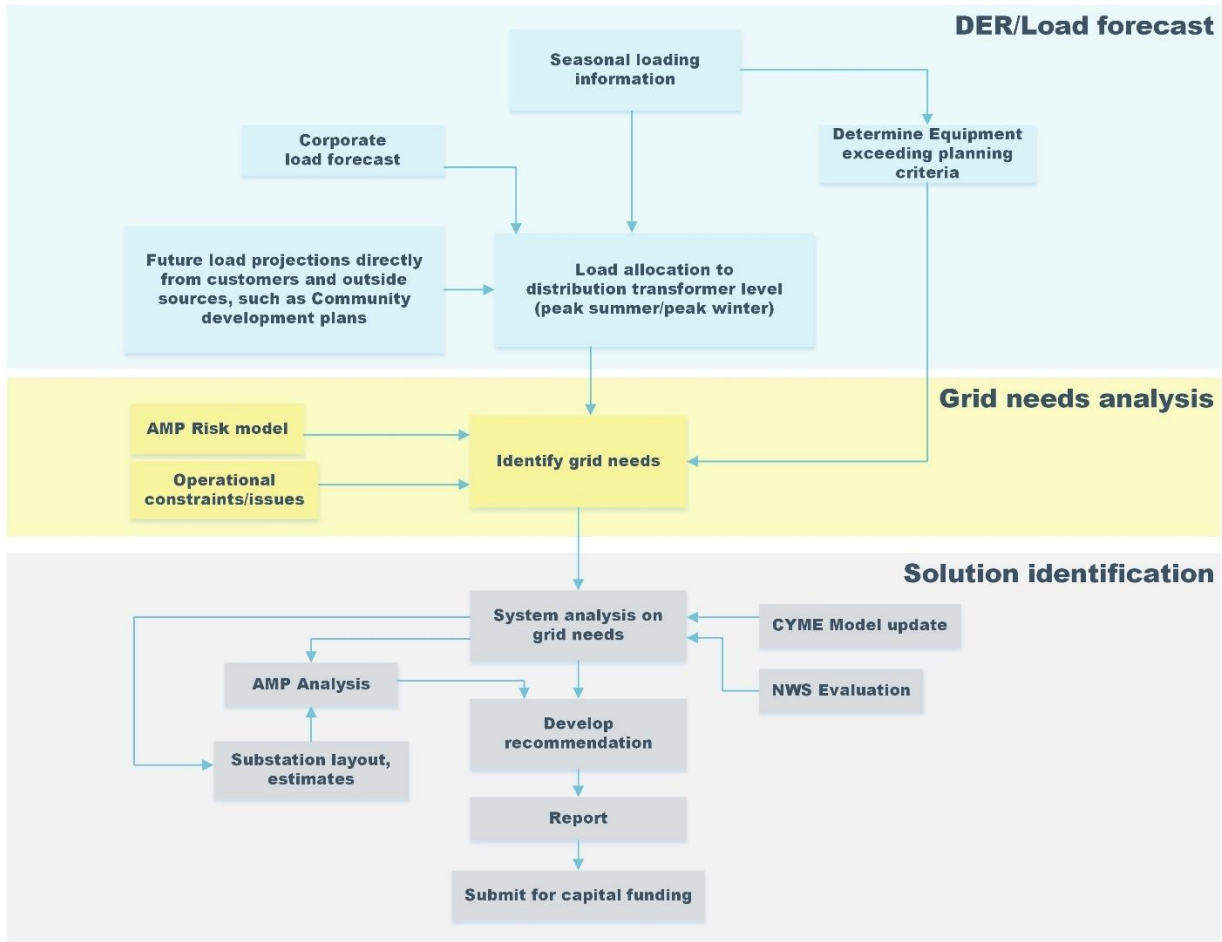 DER/Load forecast
Seasonal loading
information
Corporate
load forecast
Determine Equipment
exceeding planning
criteria
Future load projections directly
from customers and outside
sources, such as Community
development plans
Load allocation to
distribution transformer level
(peak summer/peak winter)
Grid needs analysis
AMP Risk model
Identify grid needs
Operational
constraints/issues
Solution identification
System analysis on
grid needs
CYME Model update
AMP Analysis
NWS Evaluation
Develop
recommendation
Substation layout,
estimates
Report
Submit for capital funding